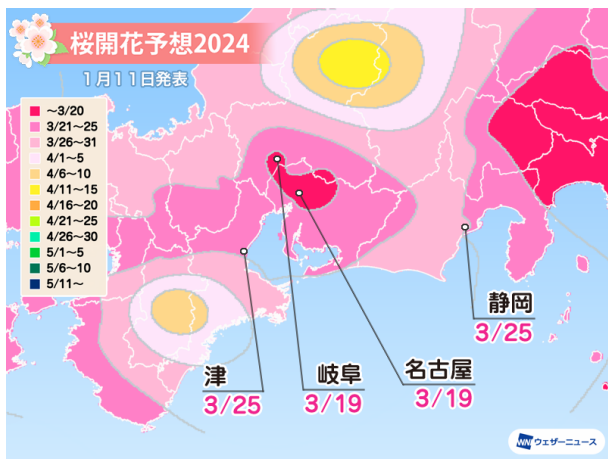 桜開花予想2024
1月11日発表
～3/20
3/21～25
3/26～31
4/1～5
4/6～10
4/11～15
4/16～20
4/21～25
4/26～30
5/1～5
5/6～10
5/11～
静岡
3/25
名古屋
3/19
岐阜
3/19
津
3/25
WN ウェザーニュース